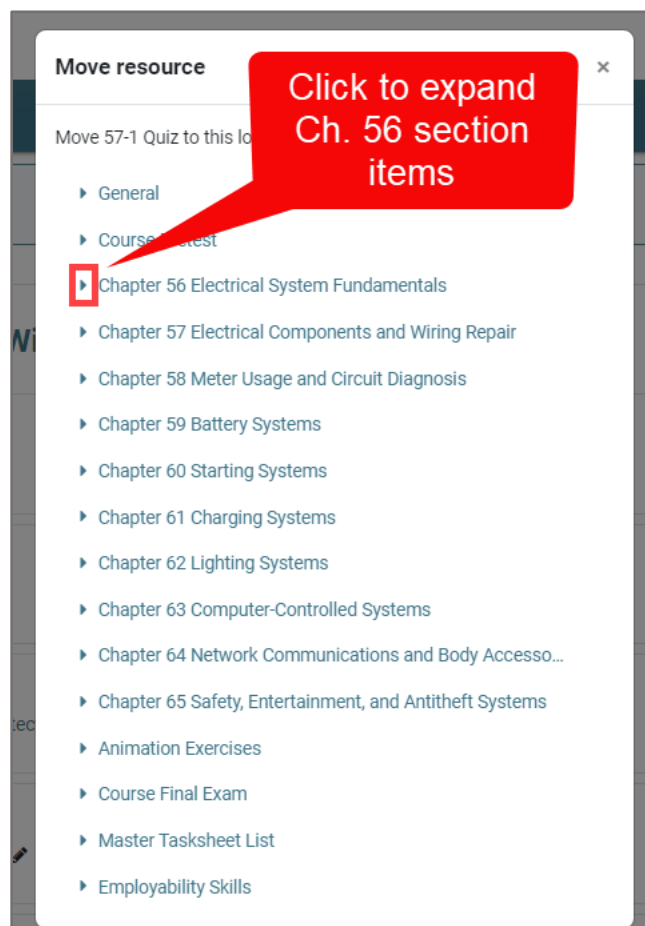 Move resource
×
Click to expand
Ch. 56 section
items
Move 57-1 Quiz to this lo
General
Course
Chapter 56 Electrical System Fundamentals
Chapter 57 Electrical Components and Wiring Repair
Chapter 58 Meter Usage and Circuit Diagnosis
Chapter 59 Battery Systems
Chapter 60 Starting Systems
Chapter 61 Charging Systems
Chapter 62 Lighting Systems
Chapter 63 Computer-Controlled Systems
Chapter 64 Network Communications and Body Accesso...
Chapter 65 Safety, Entertainment, and Antitheft Systems
Animation Exercises
Course Final Exam
Master Tasksheet List
Employability Skills